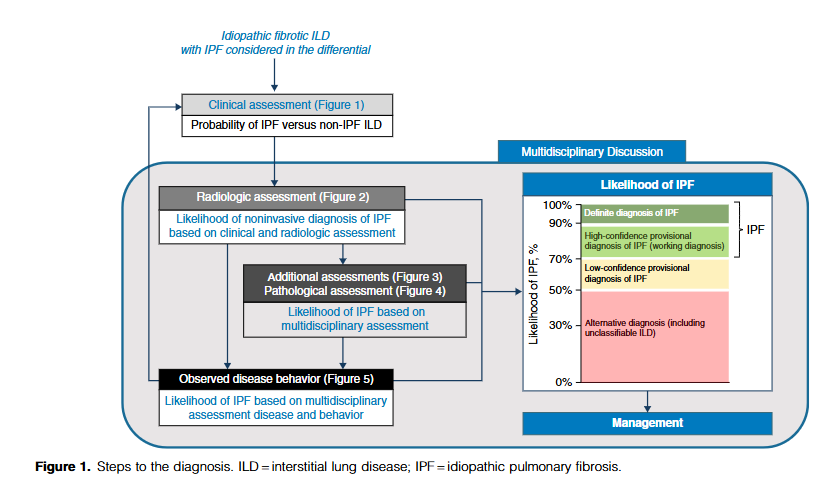 Idiopathic fibrotic ILD
with IPF considered in the differential
Clinical assessment (Figure 1)
Probability of IPF versus non-IPF ILD
Multidisciplinary Discussion
Radiologic assessment (Figure 2)
Likelihood of noninvasive diagnosis of IPF
based on clinical and radiologic assessment
Additional assessments (Figure 3)
Pathological assessment (Figure 4)
Likelihood of IPF based on
multidisciplinary assessment
Observed disease behavior (Figure 5)
Likelihood of IPF based on multidisciplinary
assessment disease and behavior
Likelihood of IPF
Likelihood of IPF, %
100%
90%
70%
50%
30%
0%
Definite diagnosis of IPF
High-confidence provisional
diagnosis of IPF (working diagnosis)
IPF
Low-confidence provisional
diagnosis of IPF
Alternative diagnosis (including
unclassifiable ILD)
Management
Figure 1. Steps to the diagnosis. ILD = interstitial lung disease; IPF = idiopathic pulmonary fibrosis.